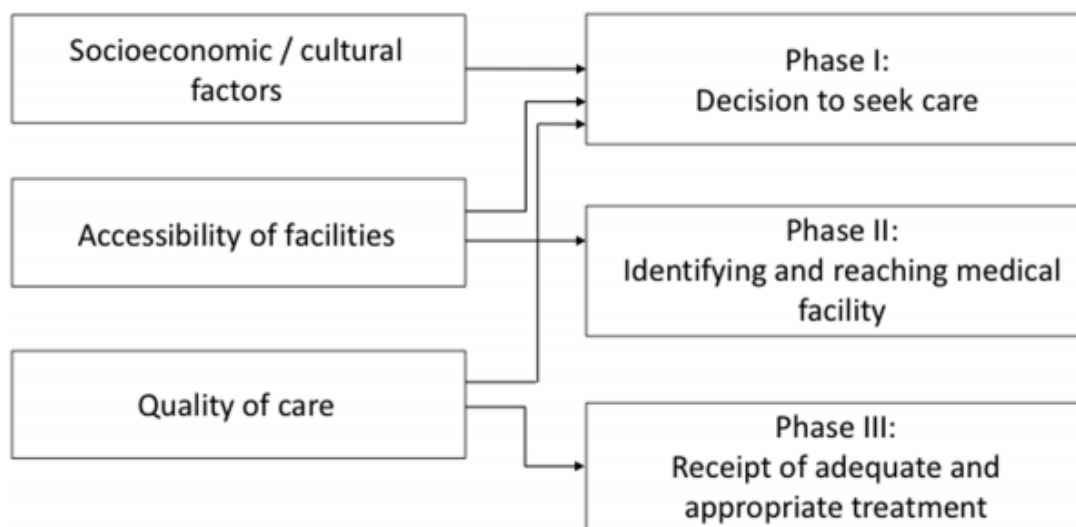 Socioeconomic / cultural
factors
Phase I:
Decision to seek care
Accessibility of facilities
Phase II:
Identifying and reaching medical
facility
Quality of care
Phase III:
Receipt of adequate and
appropriate treatment